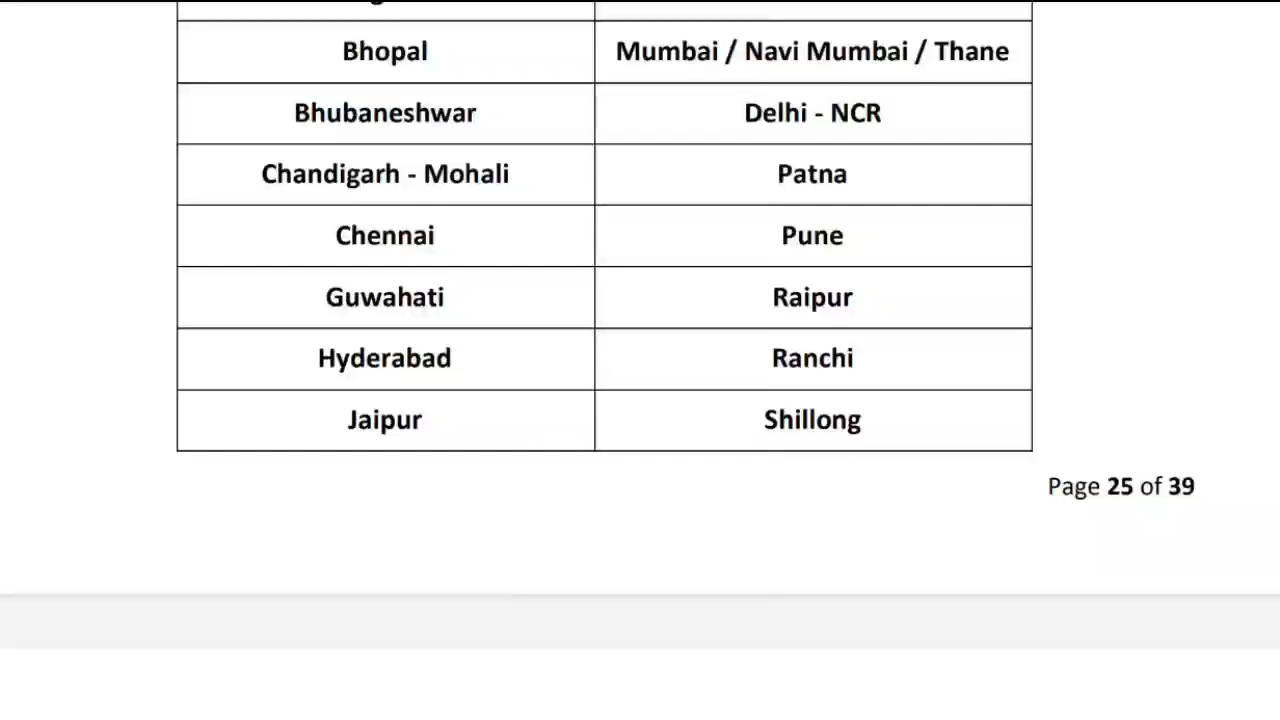 Bhopal Mumbai / Navi Mumbai / Thane
Bhubaneshwar Delhi - NCR
Chandigarh - Mohali Patna
Chennai Pune
Guwahati Raipur
Hyderabad Ranchi
Jaipur Shillong
Page 25 of 39